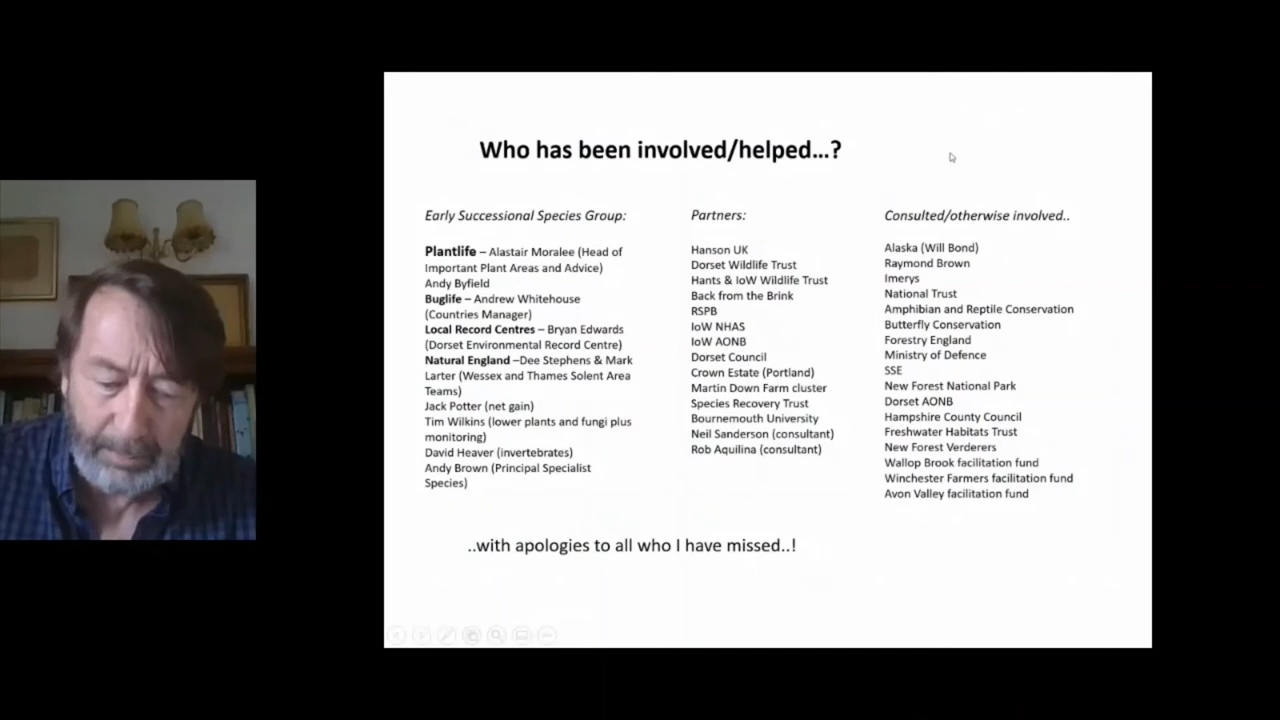 Who has been involved/helped...?
Early Successional Species Group:
Plantlife – Alastair Moralee (Head of
Important Plant Areas and Advice)
Andy Byfield
Buglife – Andrew Whitehouse
(Countries Manager)
Local Record Centres – Bryan Edwards
(Dorset Environmental Record Centre)
Natural England –Dee Stephens & Mark
Larter (Wessex and Thames Solent Area
Teams)
Jack Potter (net gain)
Tim Wilkins (lower plants and fungi plus
monitoring)
David Heaver (invertebrates)
Andy Brown (Principal Specialist
Species)
Partners:
Hanson UK
Dorset Wildlife Trust
Hants & IoW Wildlife Trust
Back from the Brink
RSPB
IoW NHAS
IoW AONB
Dorset Council
Crown Estate (Portland)
Martin Down Farm cluster
Species Recovery Trust
Bournemouth University
Neil Sanderson (consultant)
Rob Aquilina (consultant)
Consulted/otherwise involved..
Alaska (Will Bond)
Raymond Brown
Imerys
National Trust
Amphibian and Reptile Conservation
Butterfly Conservation
Forestry England
Ministry of Defence
SSE
New Forest National Park
Dorset AONB
Hampshire County Council
Freshwater Habitats Trust
New Forest Verderers
Wallop Brook facilitation fund
Winchester Farmers facilitation fund
Avon Valley facilitation fund
..with apologies to all who I have missed..!